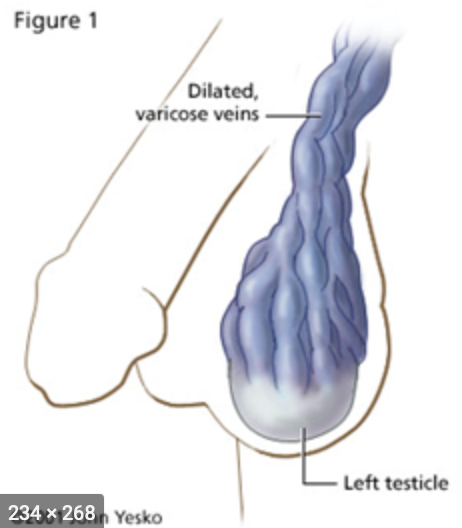 Figure 1
Dilated,
varicose veins
Left testicle
234 × 268
Yesko